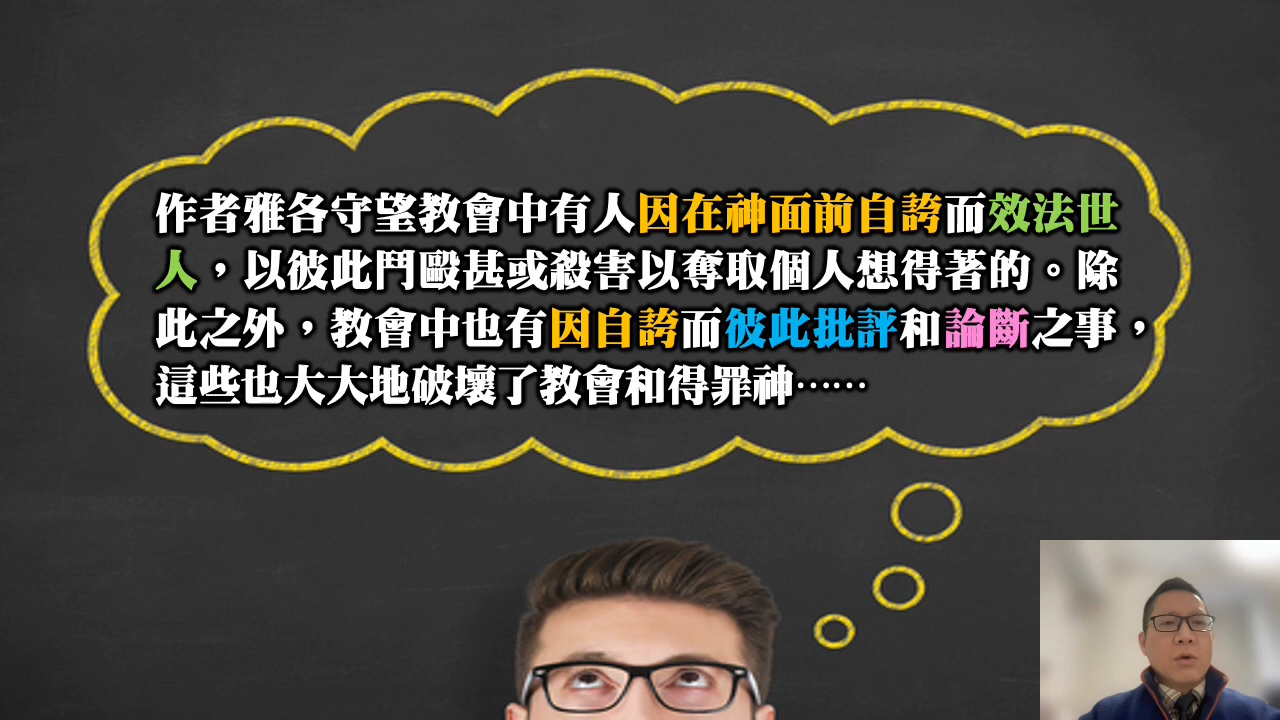 作者雅各守望教會中有人因在神面前自誇而效法世
人，以彼此鬥毆甚或殺害以奪取個人想得著的。除
此之外，教會中也有因自誇而彼此批評和論斷之事，
這些也大大地破壞了教會和得罪神……